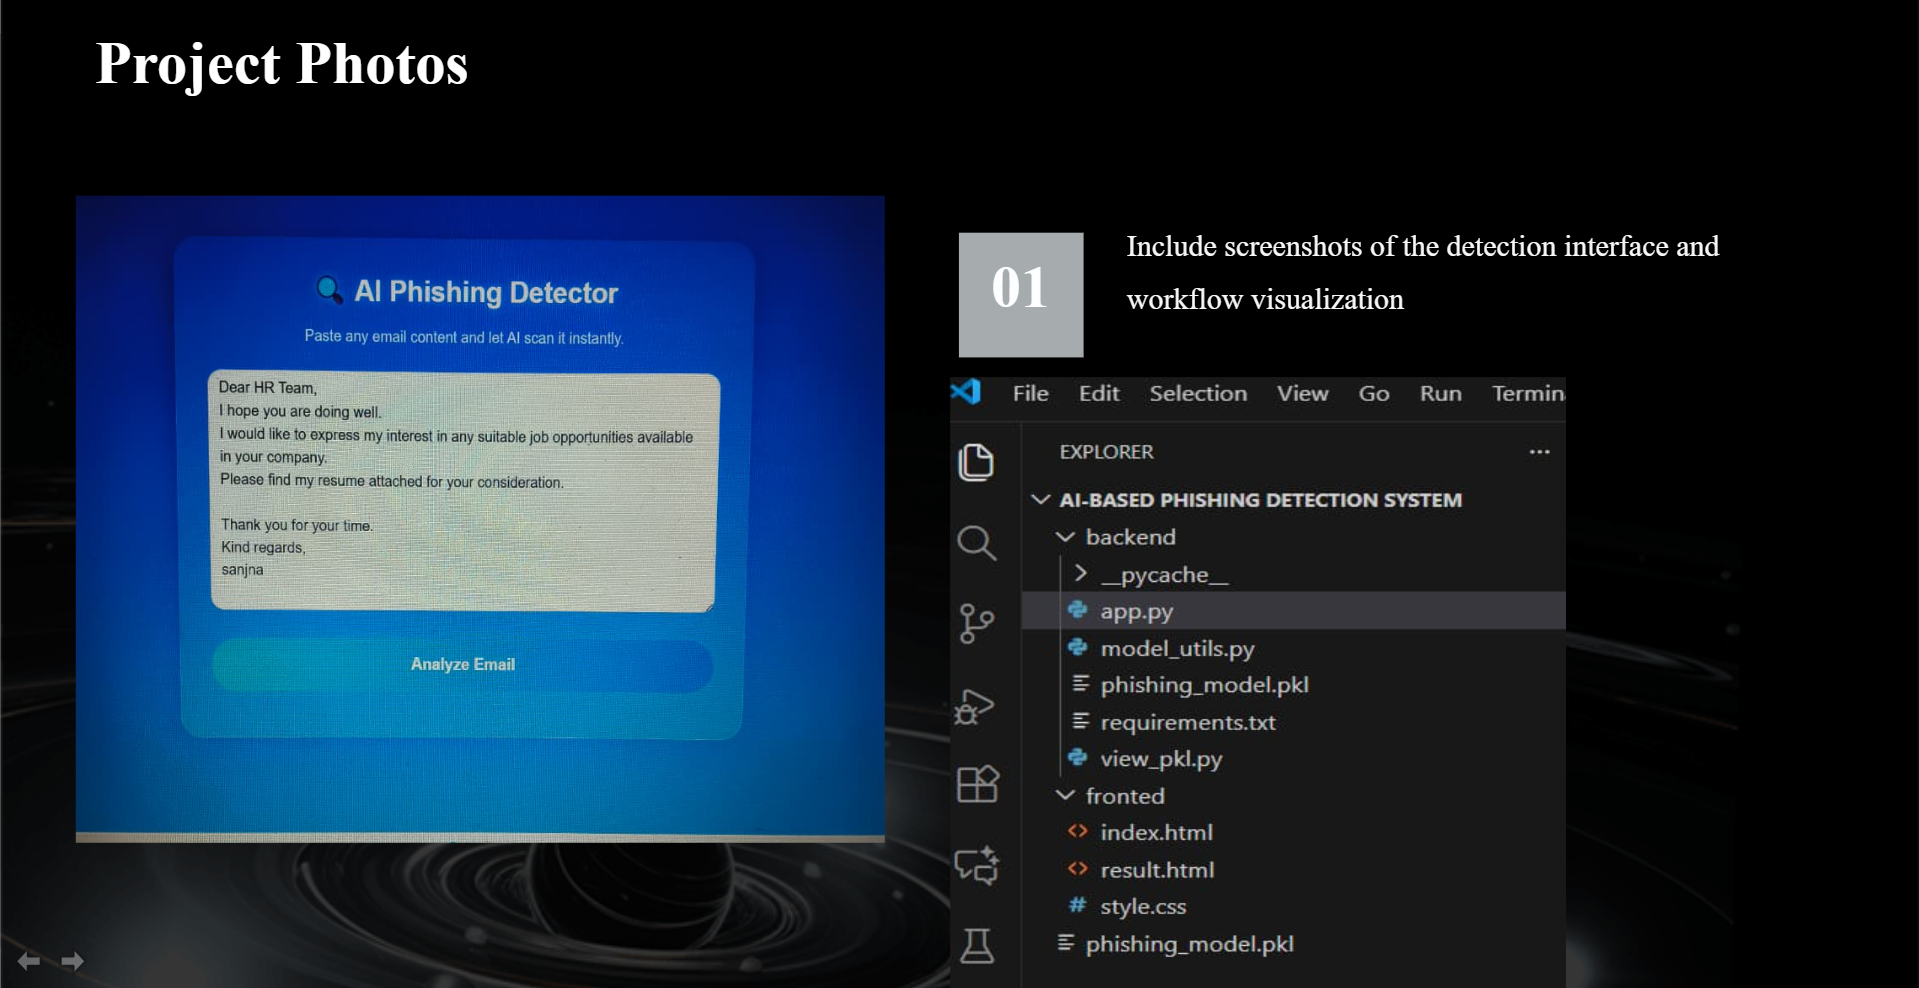 Project Photos
AI Phishing Detector
Paste any email content and let AI scan it instantly.
Dear HR Team,
I hope you are doing well.
I would like to express my interest in any suitable job opportunities available
in your company.
Please find my resume attached for your consideration.
Thank you for your time.
Kind regards,
sanjna
Analyze Email
01
Include screenshots of the detection interface and
workflow visualization
File Edit Selection View Go Run Termin
EXPLORER
AI-BASED PHISHING DETECTION SYSTEM
backend
__pycache__
app.py
model_utils.py
phishing_model.pkl
requirements.txt
view_pkl.py
fronted
index.html
result.html
style.css
phishing_model.pkl